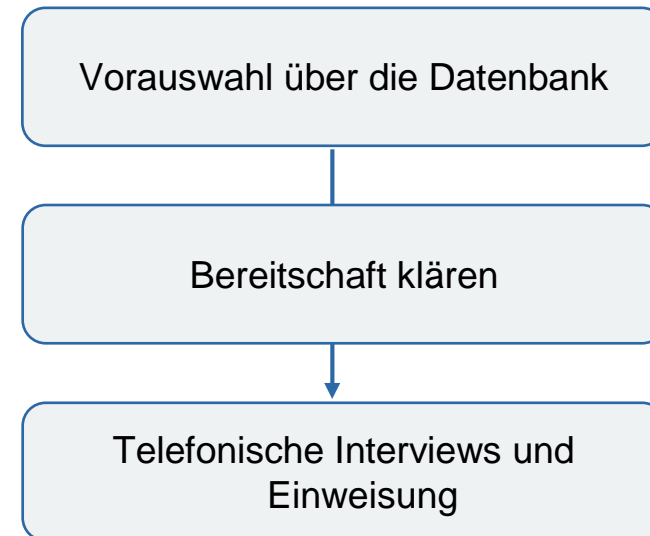 Vorauswahl über die Datenbank
Bereitschaft klären
Telefonische Interviews und
Einweisung